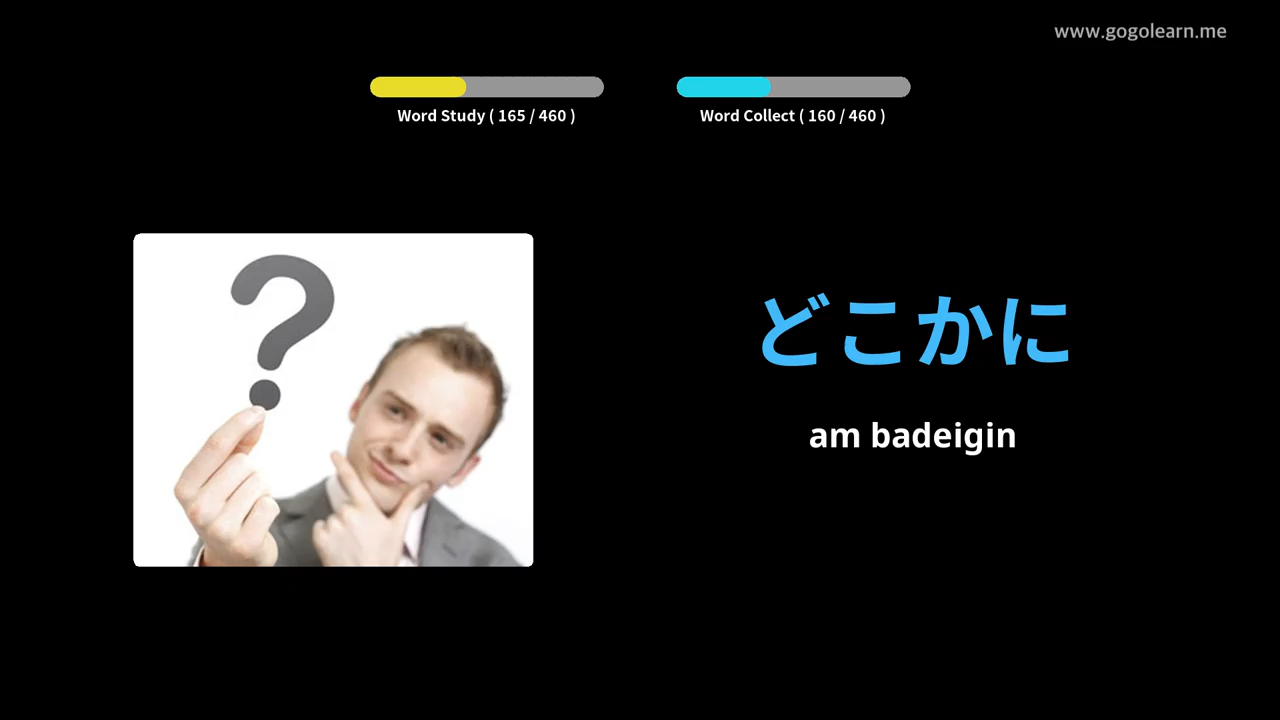 www.gogolearn.me
Word Study ( 165 / 460 )
Word Collect ( 160 / 460 )
?
どこかに
am badeigin